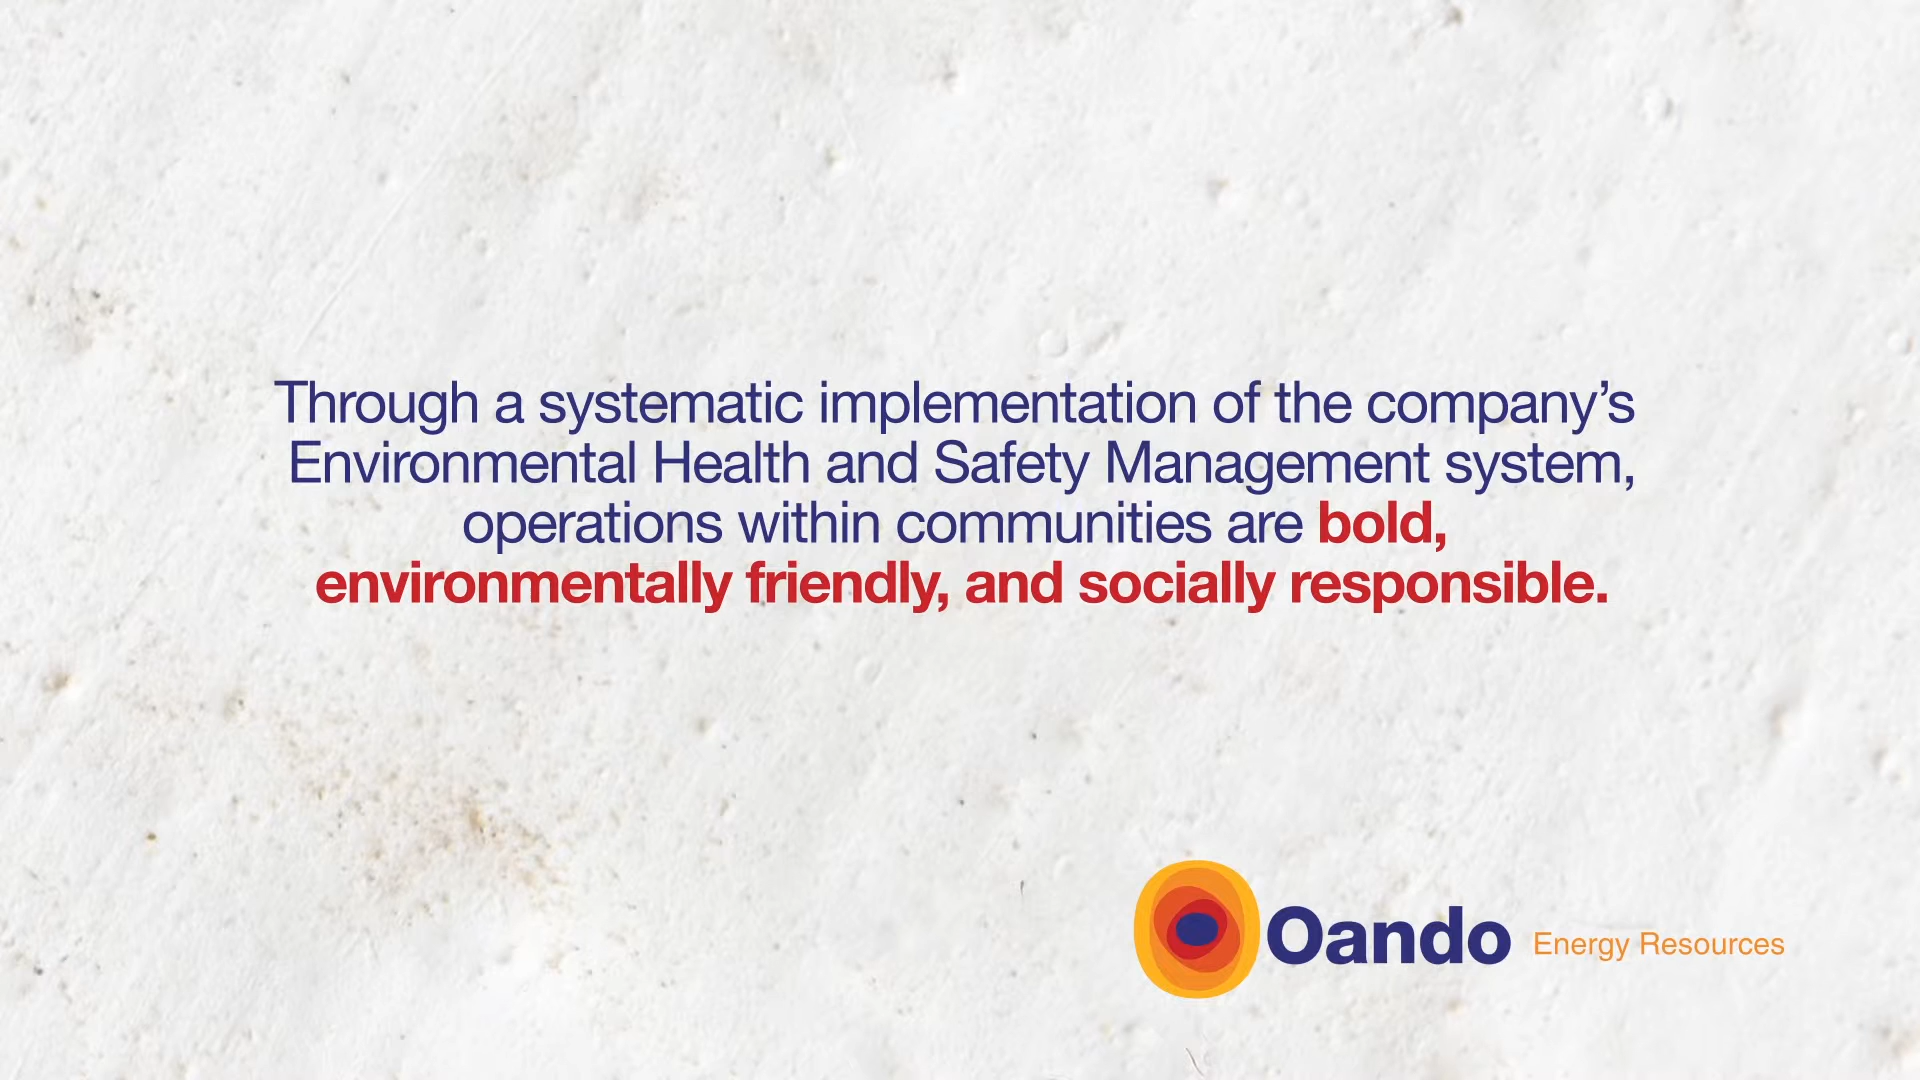 Through a systematic implementation of the company’s
Environmental Health and Safety Management system,
operations within communities are bold,
environmentally friendly, and socially responsible.
Oando Energy Resources